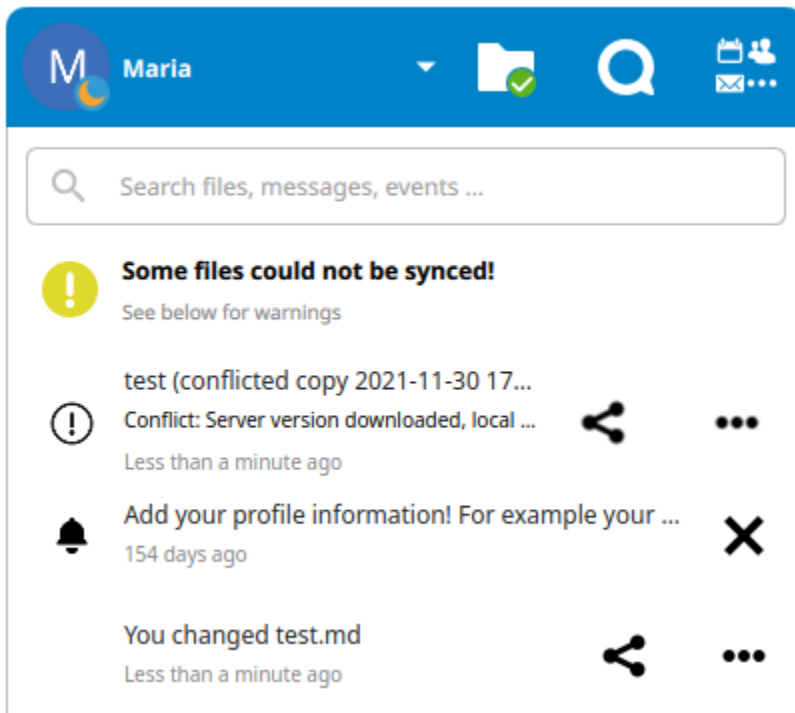 M
Maria
Search files, messages, events ...
Some files could not be synced!
See below for warnings
test (conflicted copy 2021-11-30 17...
Conflict: Server version downloaded, local ...
Less than a minute ago
Add your profile information! For example your ...
154 days ago
You changed test.md
Less than a minute ago